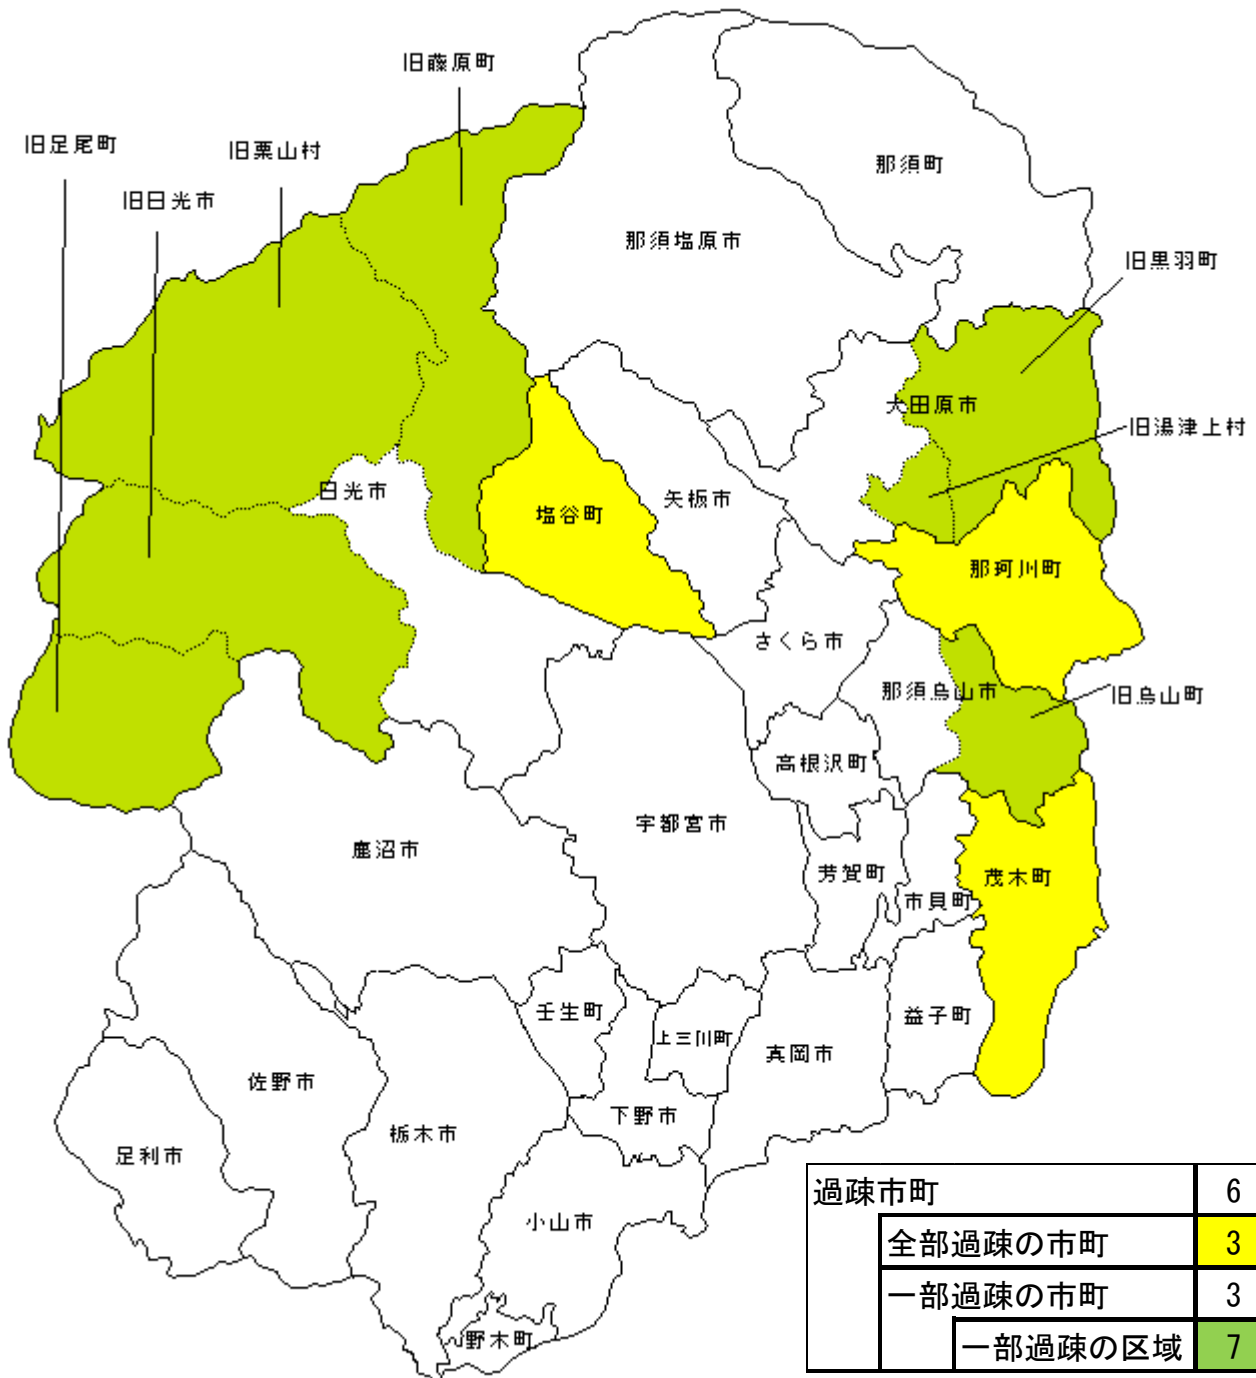 旧藤原町
旧足尾町
旧栗山村
那須町
旧日光市
那須塩原市
旧黒羽町
大田原市
旧湯津上村
日光市
矢板市
塩谷町
那珂川町
さくら市
那須烏山市
旧烏山町
高根沢町
宇都宮市
鹿沼市
芳賀町
茂木町
市貝町
壬生町
益子町
上三川町
真岡市
佐野市
下野市
栃木市
足利市
小山市
野木町
過疎市町 6
全部過疎の市町 3
一部過疎の市町 3
一部過疎の区域 7